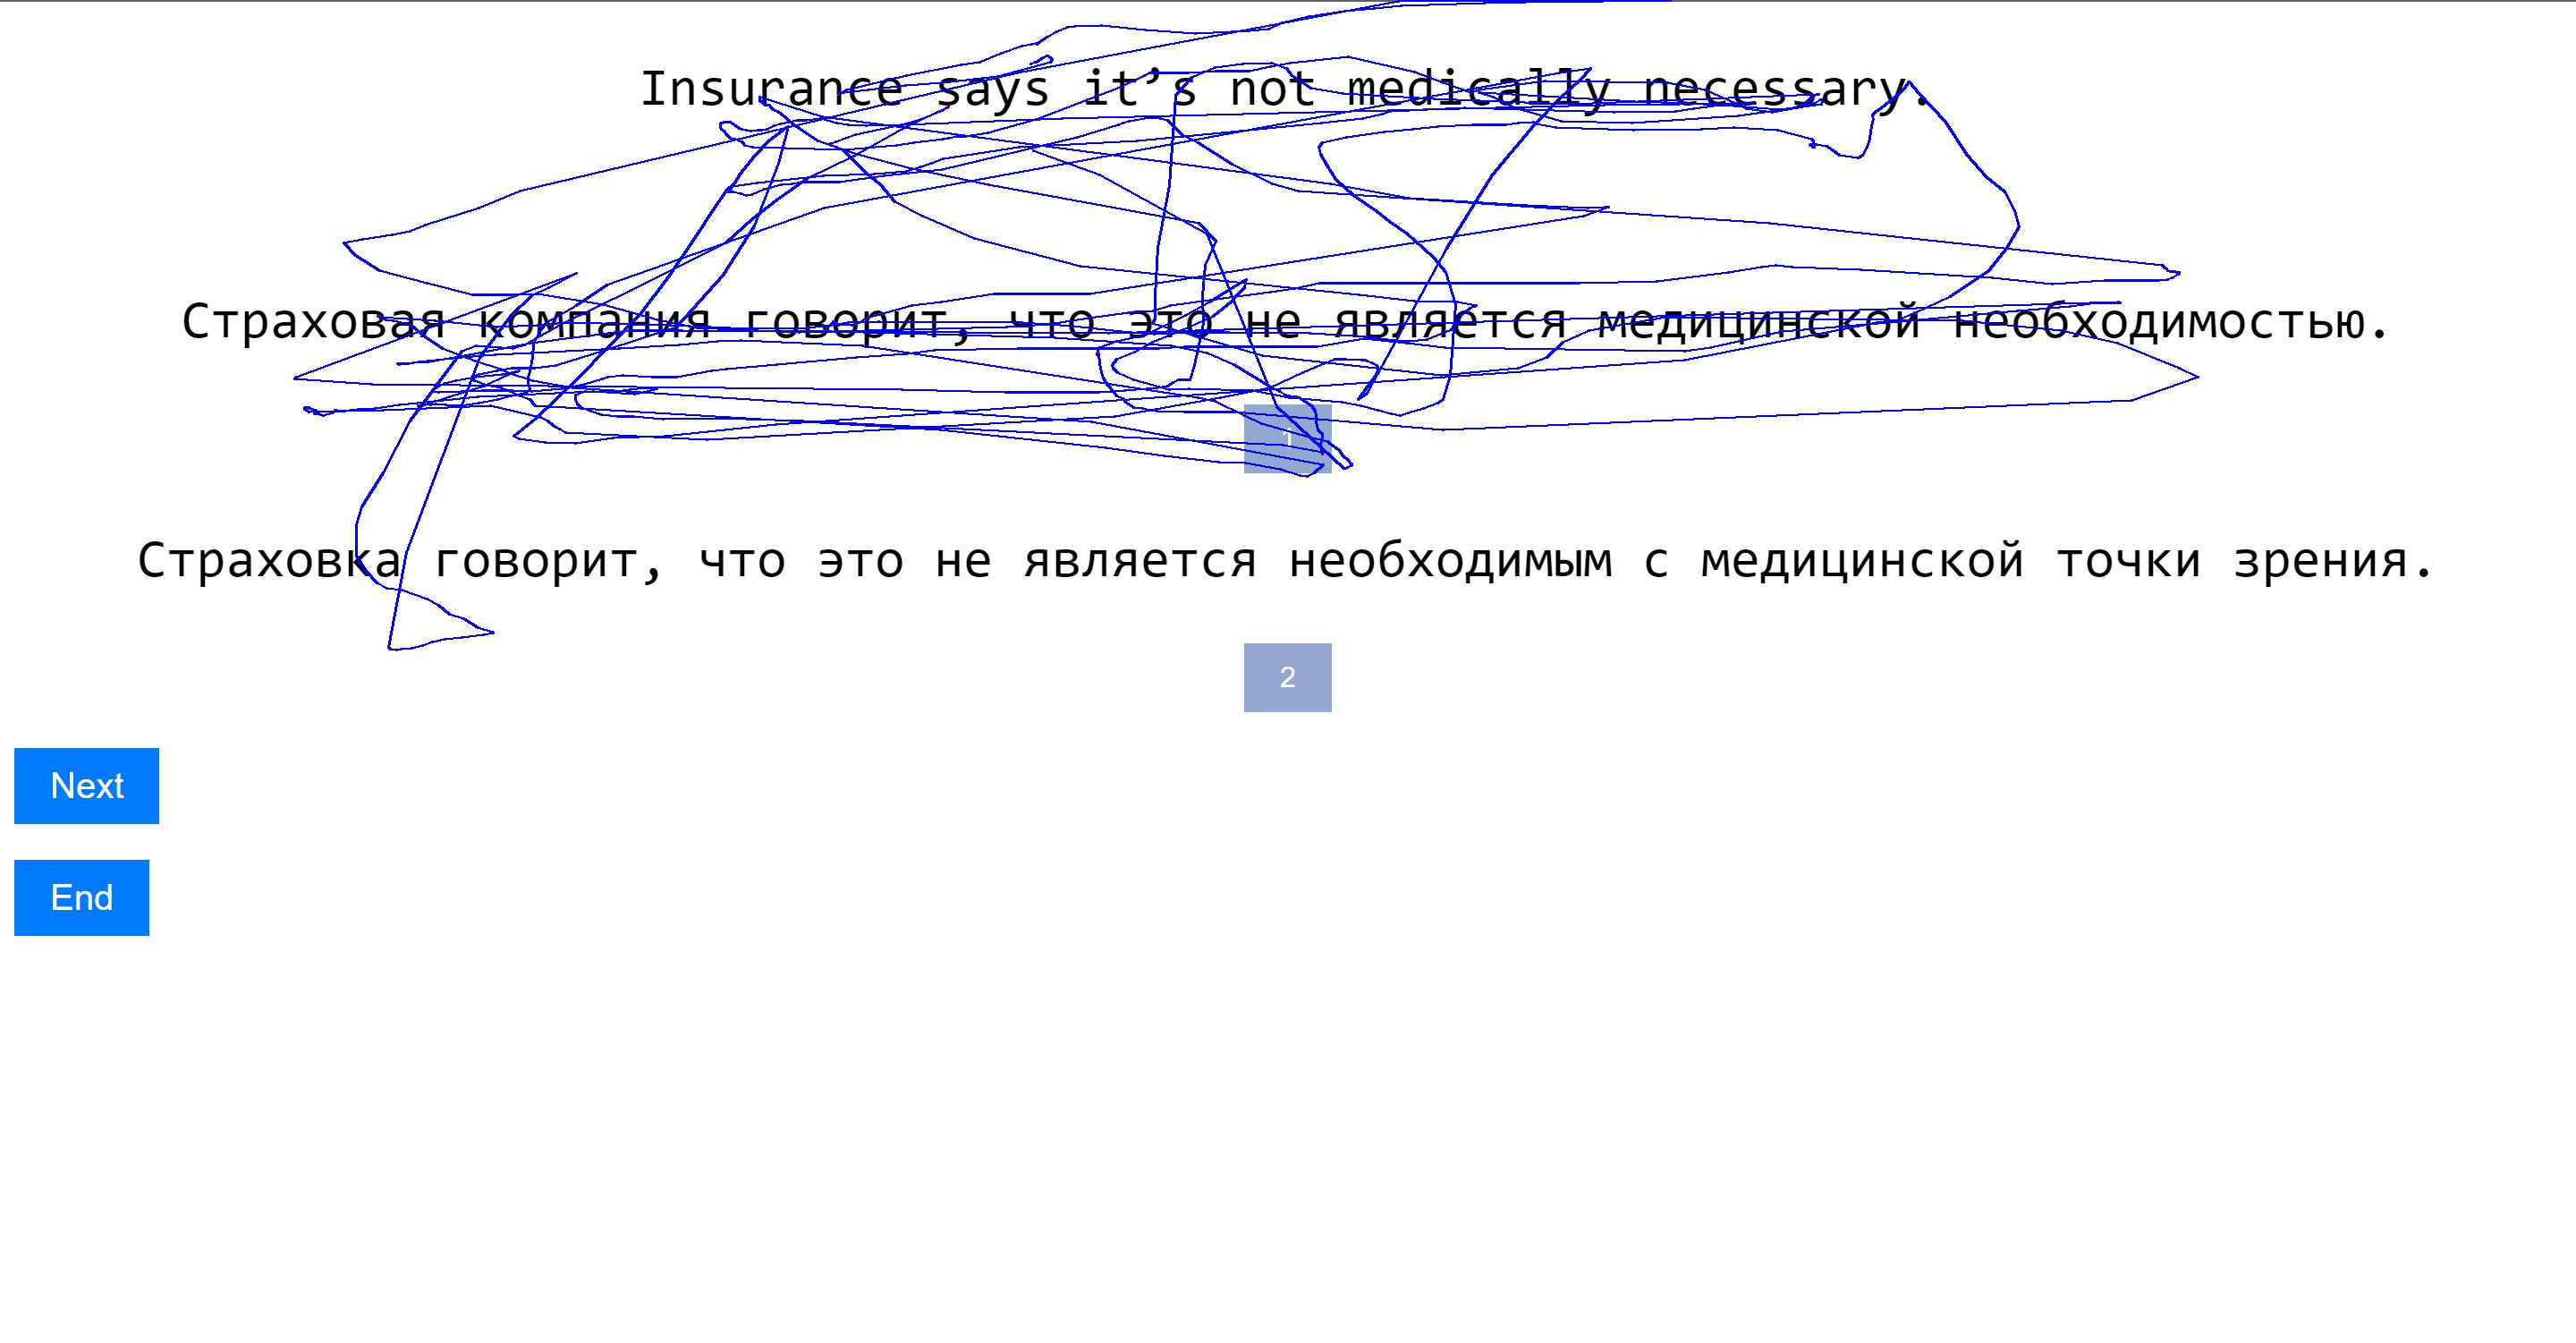 Insurance says it’s not medically necessary.
Страховая компания говорит, что это не является медицинской необходимостью.
1
Страховка говорит, что это не является необходимым с медицинской точки зрения.
2
Next
End